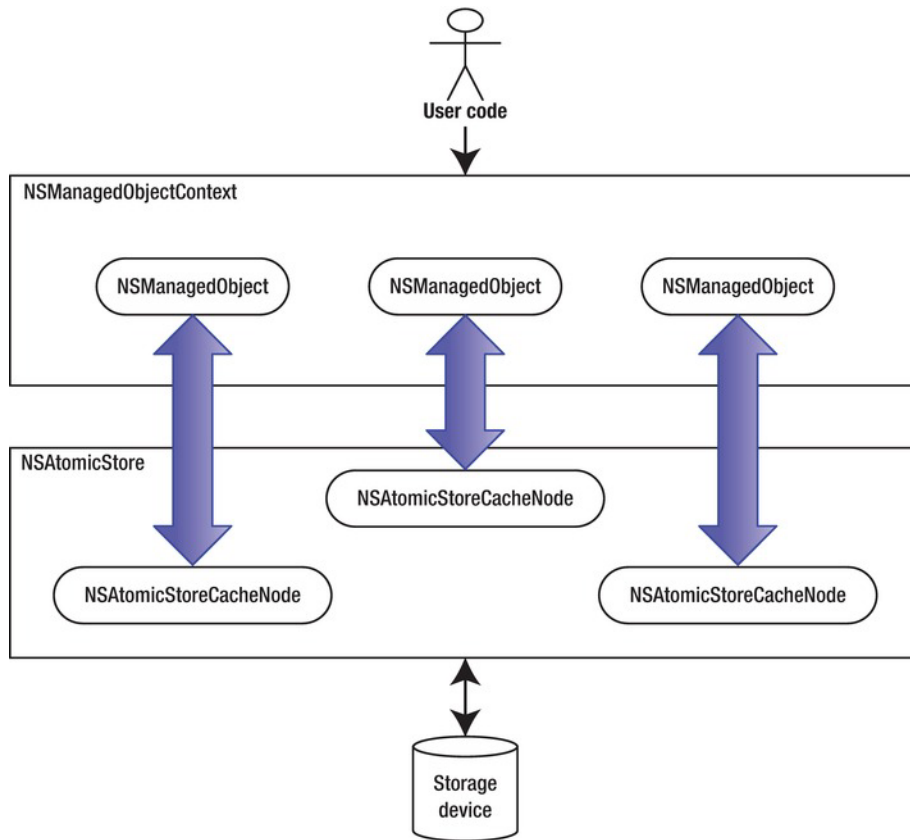 User code
NSManagedObjectContext
NSManagedObject
NSManagedObject
NSManagedObject
NSAtomicStore
NSAtomicStoreCacheNode
NSAtomicStoreCacheNode
NSAtomicStoreCacheNode
Storage
device